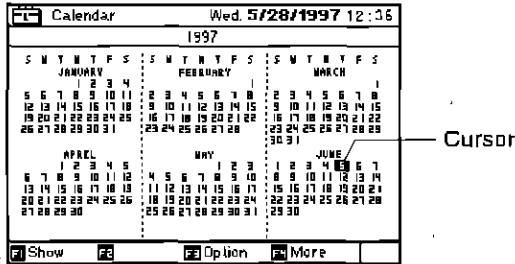 Calendar Wed. 5/28/1997 12:36
1997
S M T W T F S S M T W T F S S M T W T F S
JANUARY FEBRUARY MARCH
1 2 3 4 1 1
5 6 7 8 9 10 11 2 3 4 5 6 7 8 2 3 4 5 6 7 8
12 13 14 15 16 17 18 9 10 11 12 13 14 15 9 10 11 12 13 14 15
19 20 21 22 23 24 25 16 17 18 19 20 21 22 16 17 18 19 20 21 22
26 27 28 29 30 31 23 24 25 26 27 28 23 24 25 26 27 28 29
30 31
Cursor
APRIL MAY JUNE
1 2 3 4 5 1 2 3 1 2 3 4 5 6 7
6 7 8 9 10 11 12 4 5 6 7 8 9 10 8 9 10 11 12 13 14
13 14 15 16 17 18 19 11 12 13 14 15 16 17 15 16 17 18 19 20 21
20 21 22 23 24 25 26 18 19 20 21 22 23 24 22 23 24 25 26 27 28
27 28 29 30 25 26 27 28 29 30 31 29 30
F1 Show F2 F3 Option F4 More